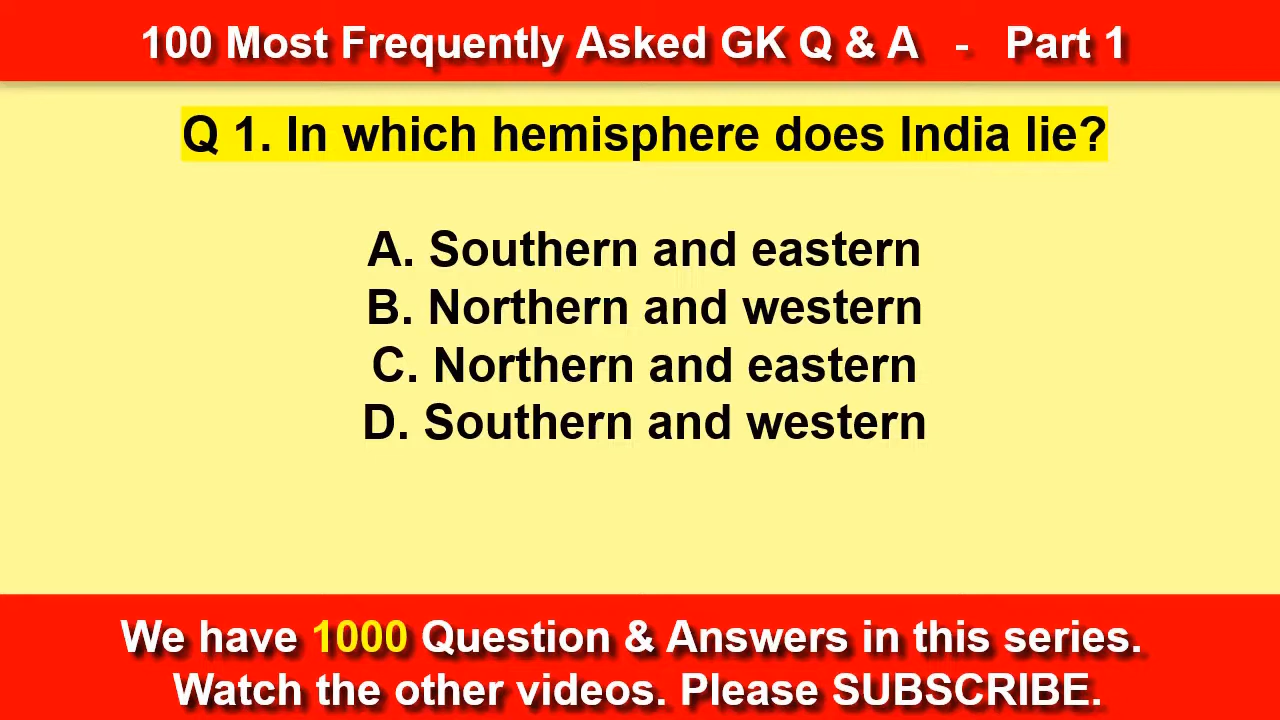 100 Most Frequently Asked GK Q & A - Part 1
Q 1. In which hemisphere does India lie?
A. Southern and eastern
B. Northern and western
C. Northern and eastern
D. Southern and western
We have 1000 Question & Answers in this series.
Watch the other videos. Please SUBSCRIBE.